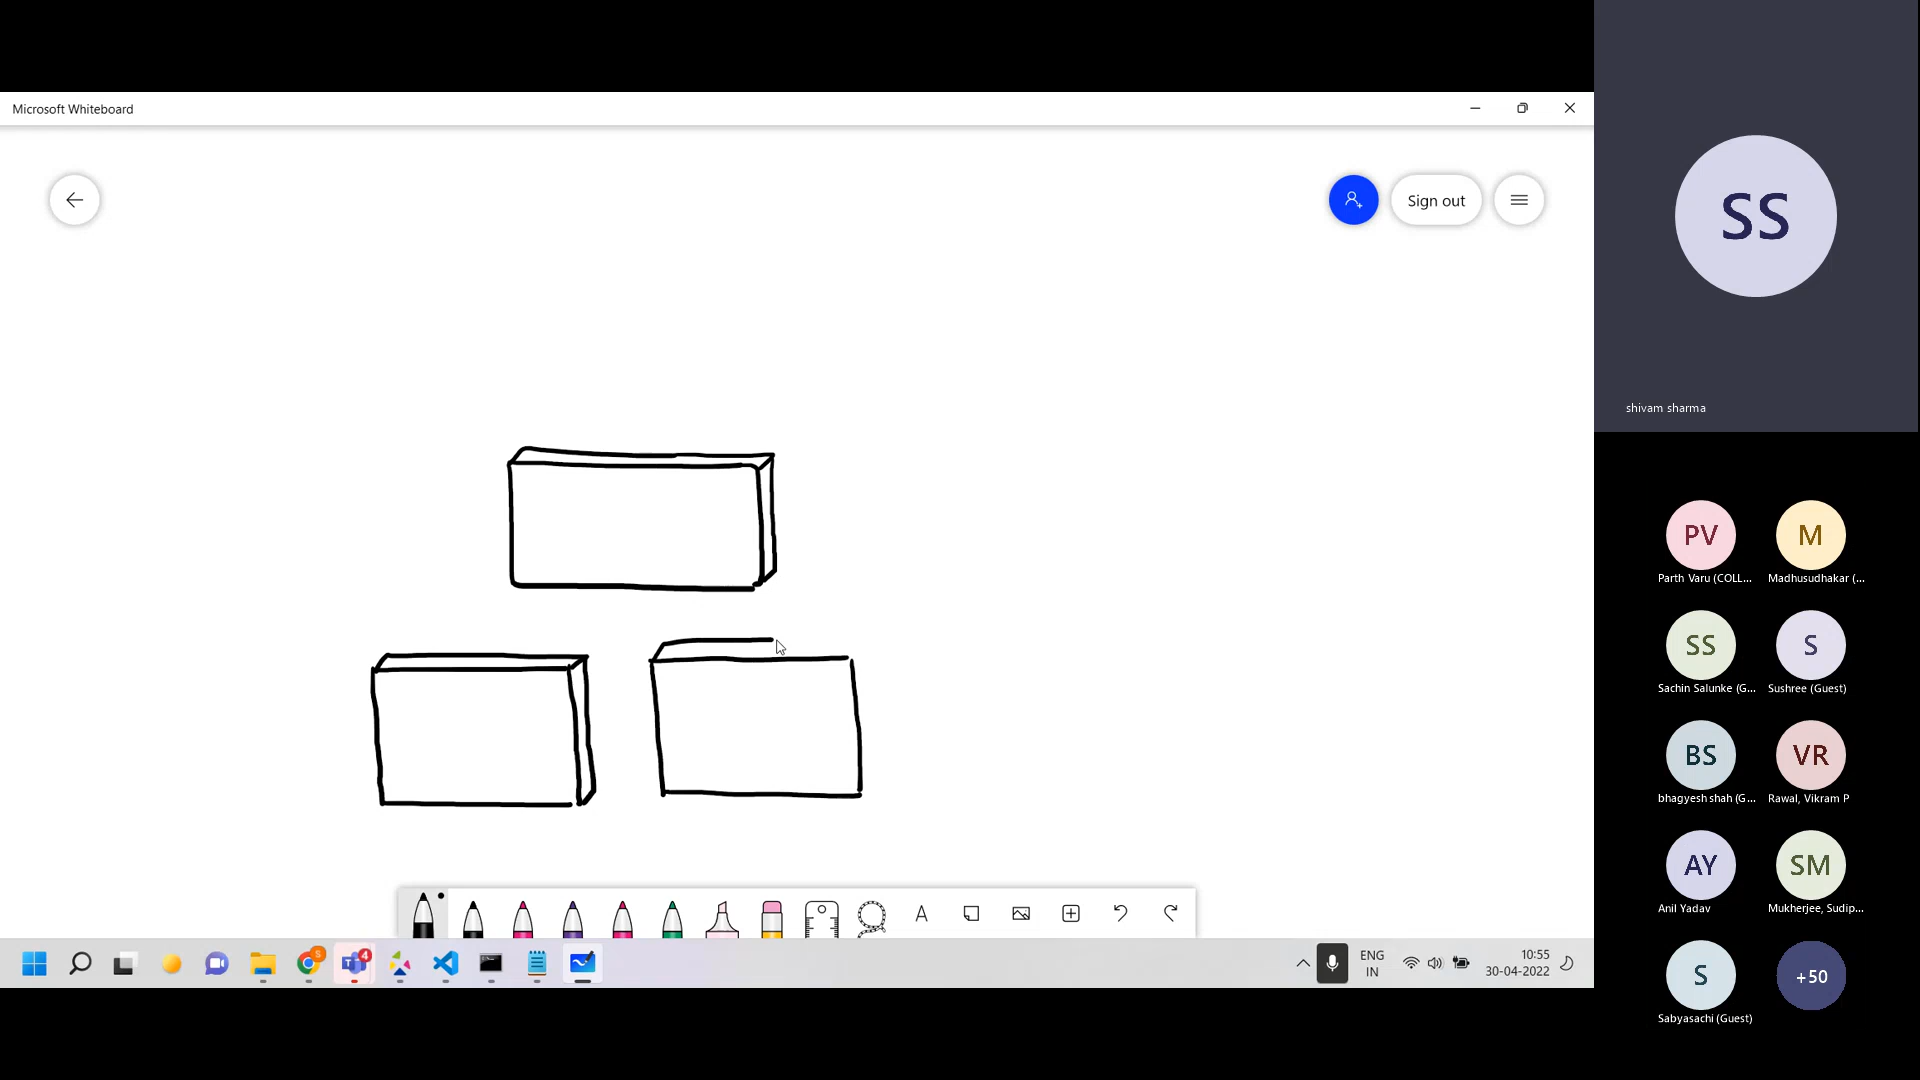 Microsoft Whiteboard
Sign out
SS
shivam sharma
PV
M
Parth Varu (COLL...
Madhusudhakar (...
SS
S
Sachin Salunke (G...
Sushree (Guest)
BS
VR
bhagyesh shah (G...
Rawal, Vikram P
AY
SM
Anil Yadav
Mukherjee, Sudip...
S
+50
Sabyasachi (Guest)
A
S
4
ENG
IN
10:55
30-04-2022